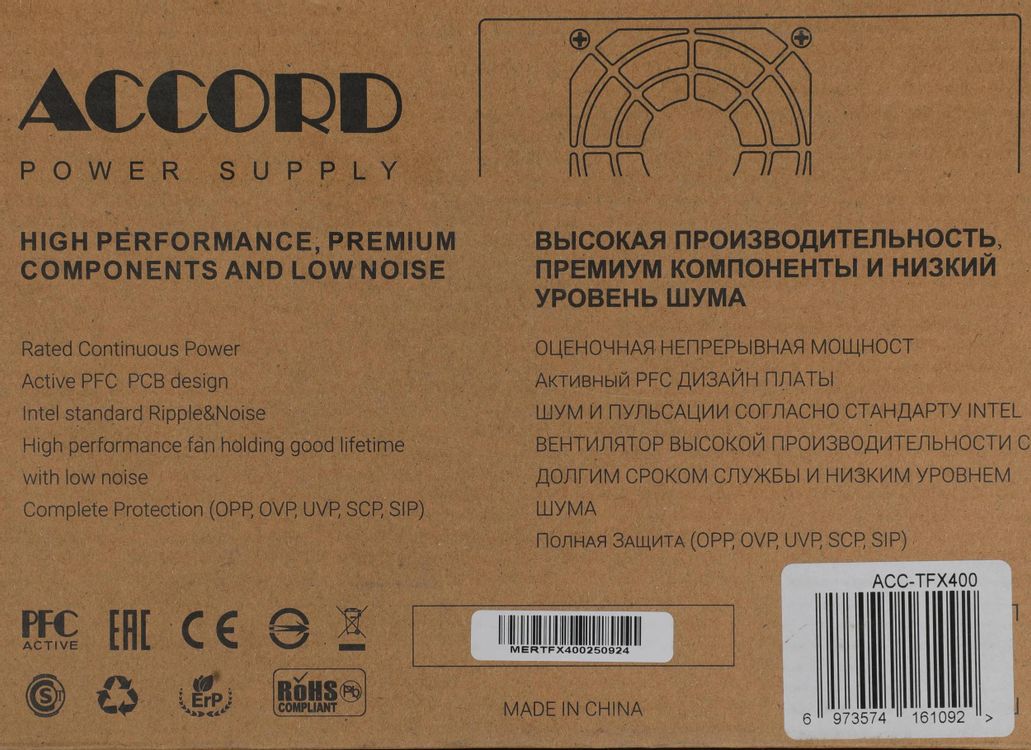 ACCORD
POWER SUPPLY
HIGH PERFORMANCE, PREMIUM
COMPONENTS AND LOW NOISE
Rated Continuous Power
Active PFC PCB design
Intel standard Ripple&Noise
High performance fan holding good lifetime
with low noise
Complete Protection (OPP, OVP, UVP, SCP, SIP)
ВЫСОКАЯ ПРОИЗВОДИТЕЛЬНОСТЬ,
ПРЕМИУМ КОМПОНЕНТЫ И НИЗКИЙ
УРОВЕНЬ ШУМА
ОЦЕНОЧНАЯ НЕПРЕРЫВНАЯ МОЩНОСТ
Активный PFC ДИЗАЙН ПЛАТЫ
ШУМ И ПУЛЬСАЦИИ СОГЛАСНО СТАНДАРТУ INTEL
ВЕНТИЛЯТОР ВЫСОКОЙ ПРОИЗВОДИТЕЛЬНОСТИ С
ДОЛГИМ СРОКОМ СЛУЖБЫ И НИЗКИМ УРОВНЕМ
ШУМА
Полная Защита (OPP, OVP, UVP, SCP, SIP)
PFC
ACTIVE
EAC
CE
ErP
RoHS
COMPLIANT
Pb
MERTFX400250924
MADE IN CHINA
ACC-TFX400
6 973574 161092 >